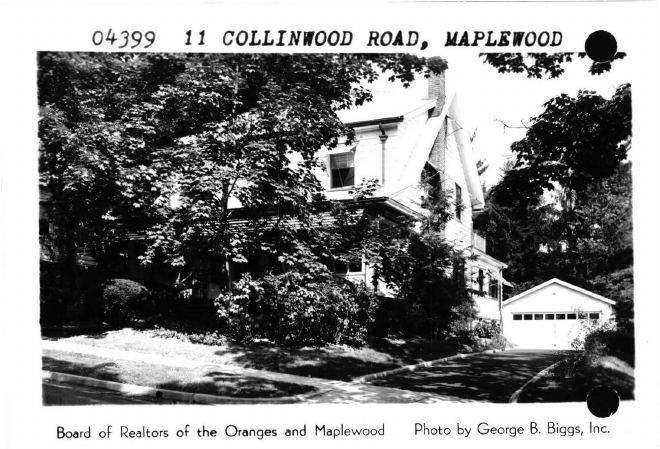 04399 11 COLLINWOOD ROAD, MAPLEWOOD
Board of Realtors of the Oranges and Maplewood Photo by George B. Biggs, Inc.